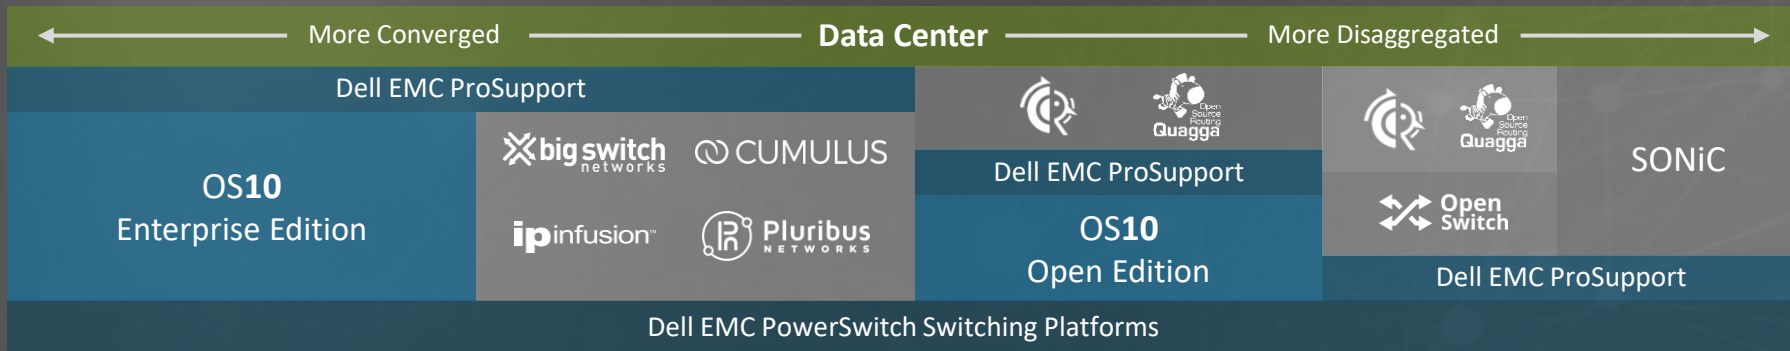 More Converged
Data Center
More Disaggregated
Dell EMC ProSupport
OS10
Enterprise Edition
big switch
networks
CUMULUS
ipinfusion™
Pluribus
NETWORKS
Open
Source
Routing
Quagga
Dell EMC ProSupport
OS10
Open Edition
Open
Source
Routing
Quagga
Open
Switch
SONiC
Dell EMC ProSupport
Dell EMC PowerSwitch Switching Platforms